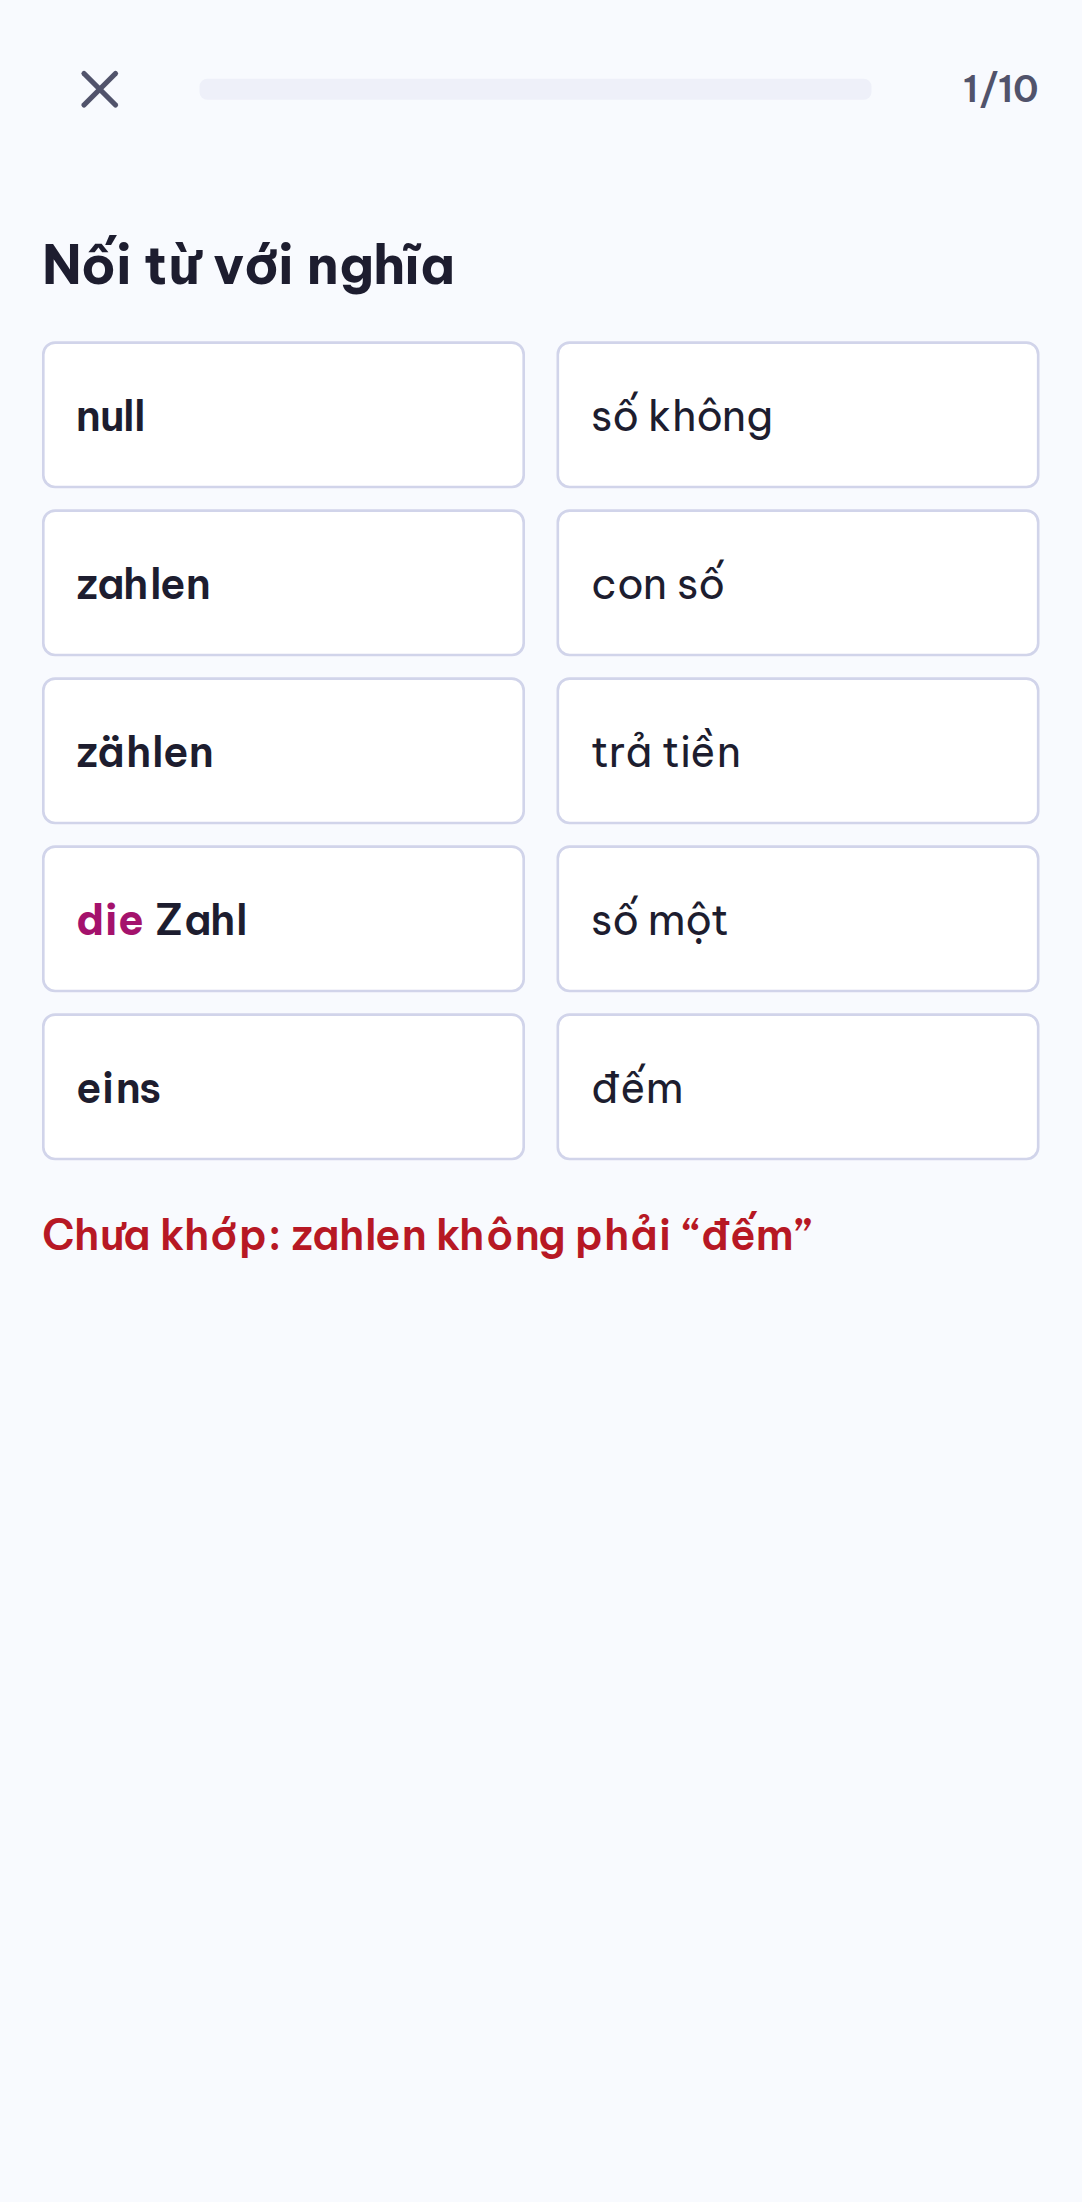 1/10
Nối từ với nghĩa
null
số không
zahlen
con số
zählen
trả tiền
die Zahl
số một
eins
đếm
Chưa khớp: zahlen không phải “đếm”